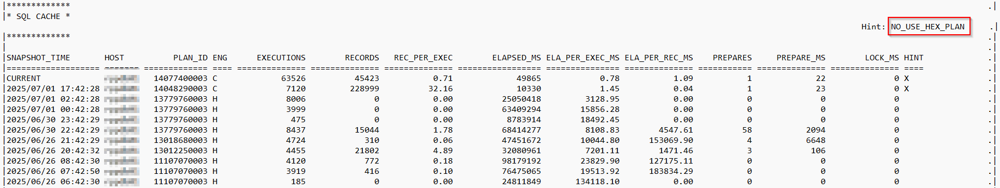 |************* .|
|* SQL CACHE *
Hint: NO_USE_HEX_PLAN .|
|************* .|
| .|
|SNAPSHOT_TIME HOST PLAN_ID ENG EXECUTIONS RECORDS REC_PER_EXEC ELAPSED_MS ELA_PER_EXEC_MS ELA_PER_REC_MS PREPARES PREPARE_MS LOCK_MS HINT .|
|=================== ======= ============= ==== ============== ============== ============== ================= =============== ============== =========== ============== ============== ==== .|
|CURRENT 14077400003 C 63526 45423 0.71 49865 0.78 1.09 1 22 0 X .|
|2025/07/01 17:42:28 14048290003 C 7120 228999 32.16 10330 1.45 0.04 1 23 0 X .|
|2025/07/01 02:42:28 13779760003 H 8006 0 0.00 25050418 3128.95 0.00 0 0 0 .|
|2025/07/01 00:42:28 13779760003 H 3999 0 0.00 63409294 15856.28 0.00 0 0 0 .|
|2025/06/30 23:42:29 13779760003 H 475 0 0.00 8783914 18492.45 0.00 0 0 0 .|
|2025/06/30 22:42:29 13779760003 H 8437 15044 1.78 68414277 8108.83 4547.61 58 2094 0 .|
|2025/06/26 21:42:29 13018680003 H 4724 310 0.06 47451672 10044.80 153069.90 4 6648 0 .|
|2025/06/26 20:42:32 13012250003 H 4455 21802 4.89 32080961 7201.11 1471.46 3 106 0 .|
|2025/06/26 08:42:30 11107070003 H 4120 772 0.18 98179192 23829.90 127175.11 0 0 0 .|
|2025/06/26 07:42:50 11107070003 H 3919 416 0.10 76475065 19513.92 183834.29 0 0 0 .|
|2025/06/26 06:42:30 11107070003 H 185 0 0.00 24811849 134118.10 0.00 0 0 0 .|